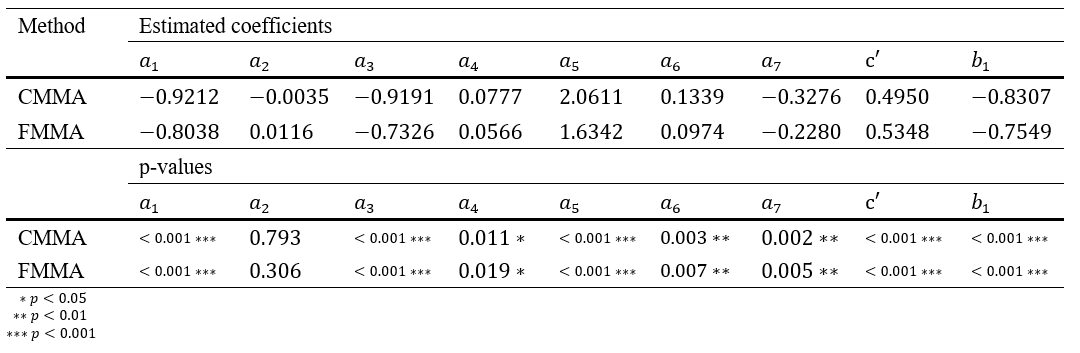 Method Estimated coefficients
a₁ a₂ a₃ a₄ a₅ a₆ a₇ c′ b₁
CMMA −0.9212 −0.0035 −0.9191 0.0777 2.0611 0.1339 −0.3276 0.4950 −0.8307
FMMA −0.8038 0.0116 −0.7326 0.0566 1.6342 0.0974 −0.2280 0.5348 −0.7549
p-values
a₁ a₂ a₃ a₄ a₅ a₆ a₇ c′ b₁
CMMA < 0.001 *** 0.793 < 0.001 *** 0.011 * < 0.001 *** 0.003 ** 0.002 ** < 0.001 *** < 0.001 ***
FMMA < 0.001 *** 0.306 < 0.001 *** 0.019 * < 0.001 *** 0.007 ** 0.005 ** < 0.001 *** < 0.001 ***
* p < 0.05
** p < 0.01
*** p < 0.001